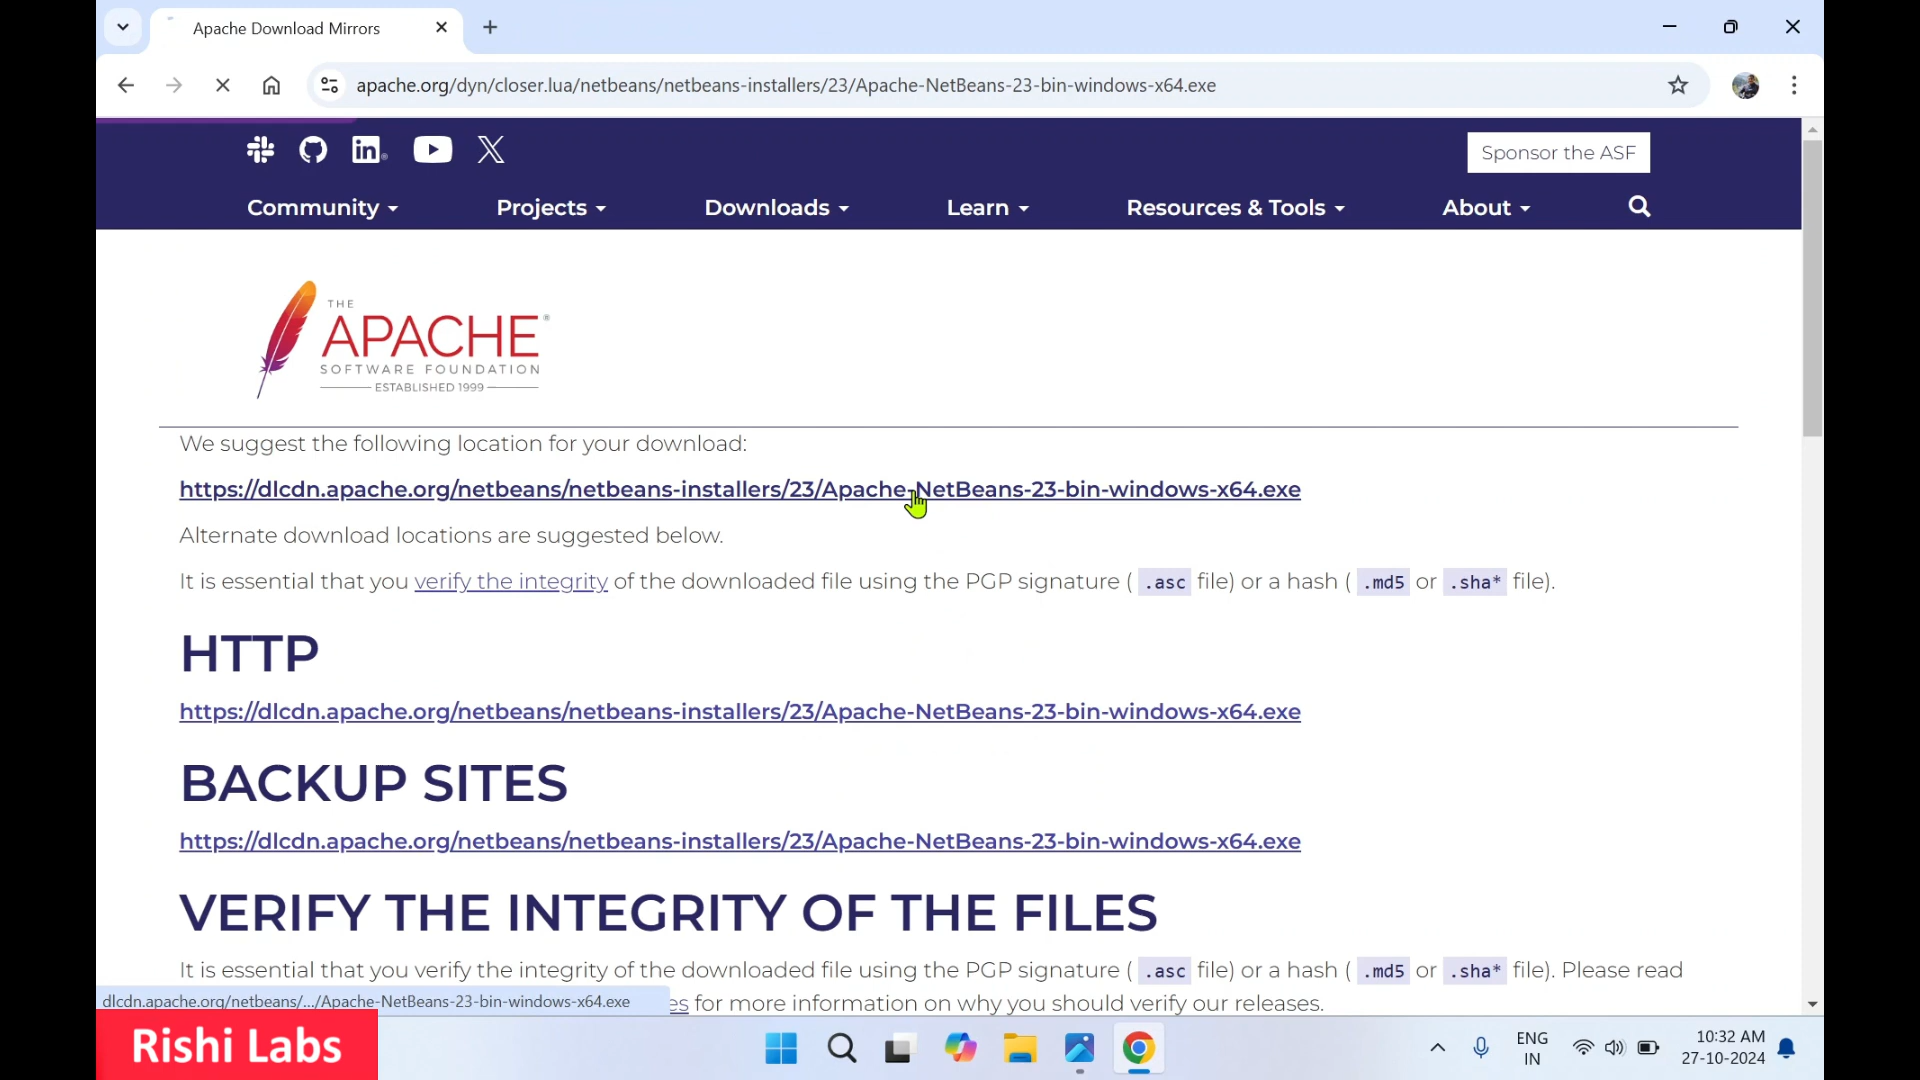 Apache Download Mirrors
apache.org/dyn/closer.lua/netbeans/netbeans-installers/23/Apache-NetBeans-23-bin-windows-x64.exe
Sponsor the ASF
Community Projects Downloads Learn Resources & Tools About
THE
APACHE®
SOFTWARE FOUNDATION
ESTABLISHED 1999
We suggest the following location for your download:
https://dlcdn.apache.org/netbeans/netbeans-installers/23/Apache-NetBeans-23-bin-windows-x64.exe
Alternate download locations are suggested below.
It is essential that you verify the integrity of the downloaded file using the PGP signature ( .asc file) or a hash ( .md5 or .sha* file).
HTTP
https://dlcdn.apache.org/netbeans/netbeans-installers/23/Apache-NetBeans-23-bin-windows-x64.exe
BACKUP SITES
https://dlcdn.apache.org/netbeans/netbeans-installers/23/Apache-NetBeans-23-bin-windows-x64.exe
VERIFY THE INTEGRITY OF THE FILES
It is essential that you verify the integrity of the downloaded file using the PGP signature ( .asc file) or a hash ( .md5 or .sha* file). Please read
es for more information on why you should verify our releases.
dlcdn.apache.org/netbeans/.../Apache-NetBeans-23-bin-windows-x64.exe
Rishi Labs
ENG
IN
10:32 AM
27-10-2024